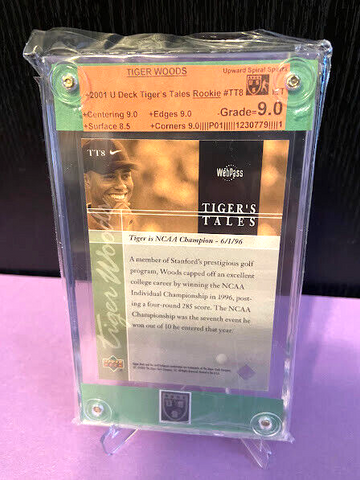 TIGER WOODS
Upward Spiral Sports
~2001 U Deck Tiger's Tales Rookie #TT8
+Centering 9.0 +Edges 9.0 -Grade=9.0
+Surface 8.5 +Corners 9.0||||P01|||||1230779||||1
TT8
WebPass
TIGER'S
TALES
Tiger is NCAA Champion - 6/1/96
A member of Stanford's prestigious golf
program, Woods capped off an excellent
college career by winning the NCAA
Individual Championship in 1996, post-
ing a four-round 285 score. The NCAA
Championship was the seventh event he
won out of 10 he entered that year.
Tiger Woods